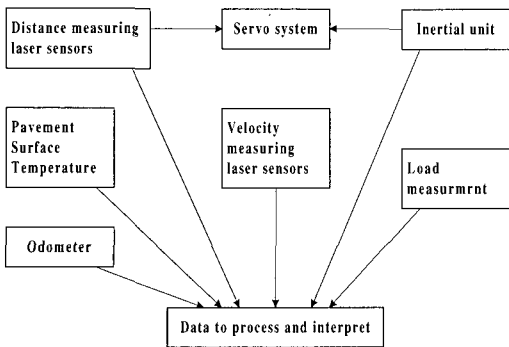 Distance measuring
laser sensors
Servo system
Inertial unit
Pavement
Surface
Temperature
Velocity
measuring
laser sensors
Load
measurmrnt
Odometer
Data to process and interpret